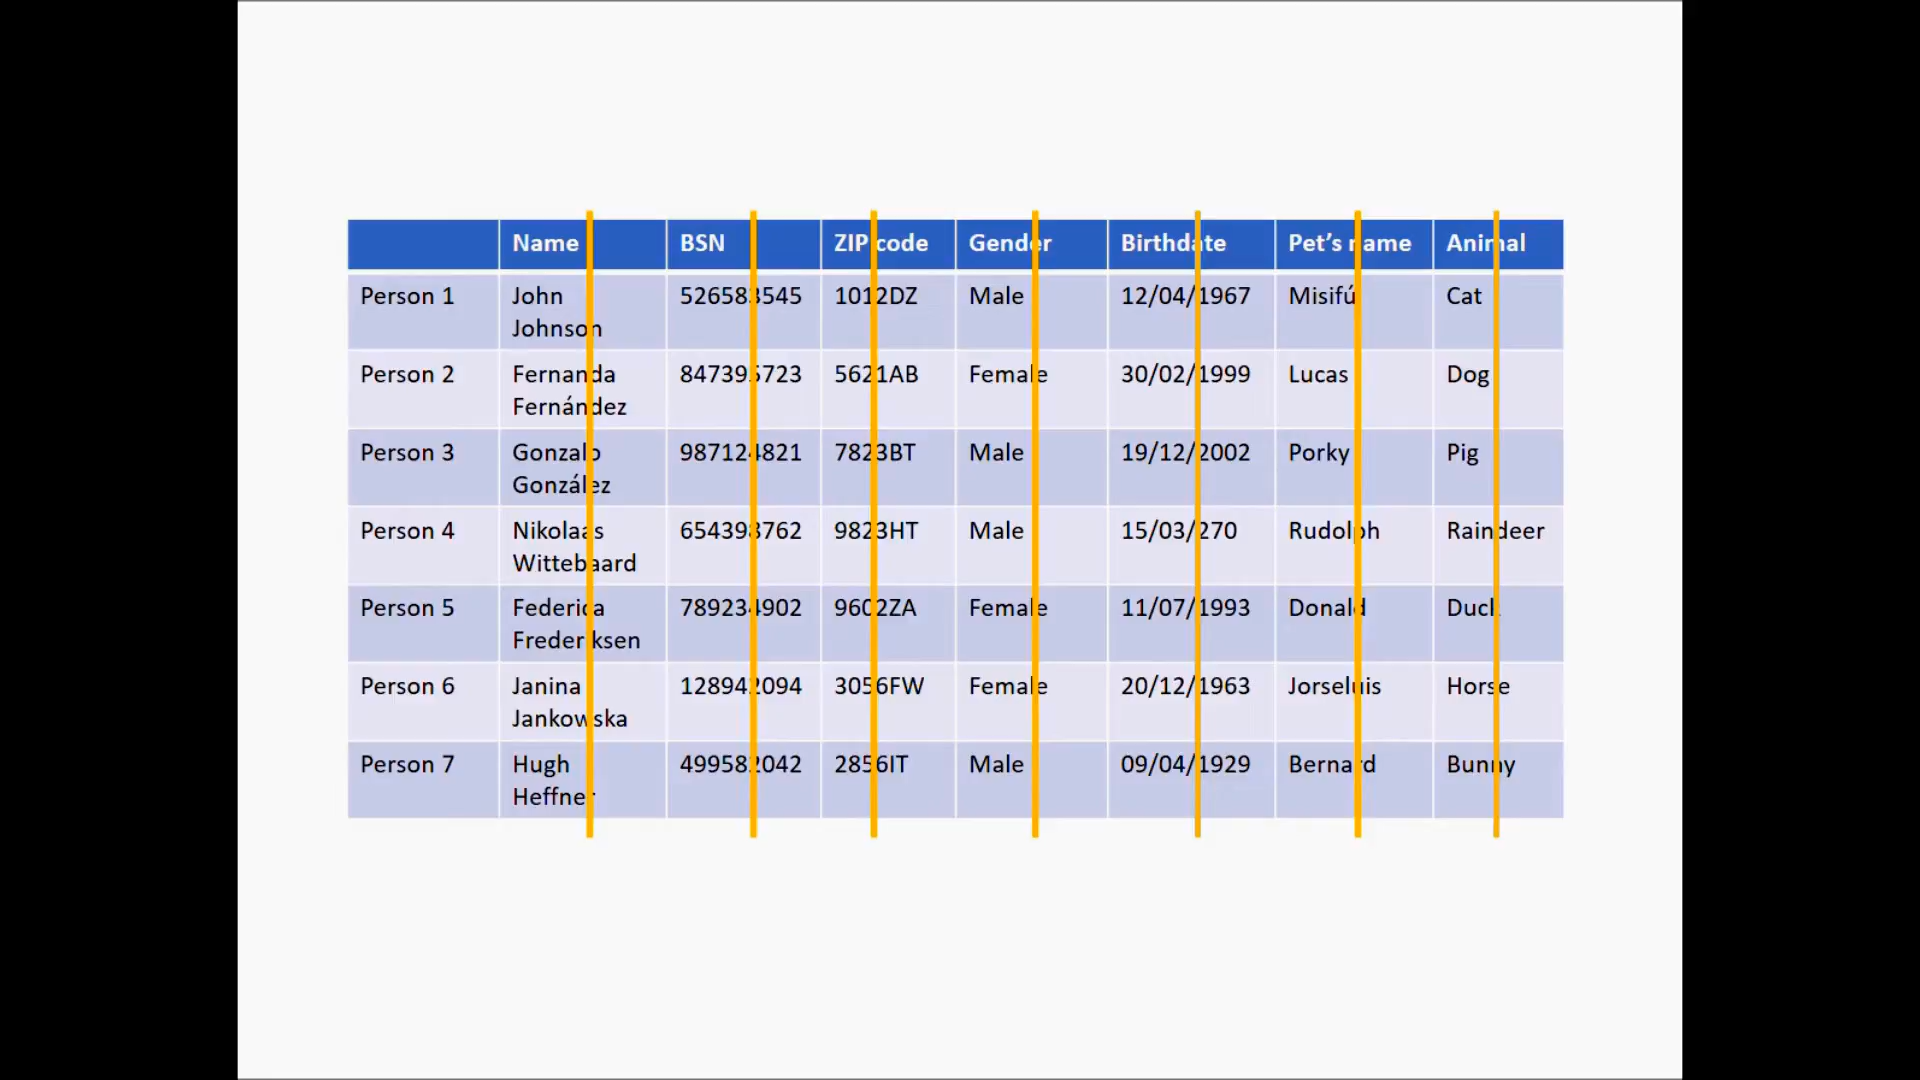 Name BSN ZIP code Gender Birthdate Pet's name Animal
Person 1 John Johnson 526583545 1012DZ Male 12/04/1967 Misifú Cat
Person 2 Fernanda Fernández 847395723 5621AB Female 30/02/1999 Lucas Dog
Person 3 Gonzalo González 987124821 7823BT Male 19/12/2002 Porky Pig
Person 4 Nikolaas Wittebaard 654398762 9823HT Male 15/03/270 Rudolph Raindeer
Person 5 Federica Frederiksen 789234902 9602ZA Female 11/07/1993 Donald Duck
Person 6 Janina Jankowska 128942094 3056FW Female 20/12/1963 Jorseluis Horse
Person 7 Hugh Heffner 499582042 2856IT Male 09/04/1929 Bernard Bunny